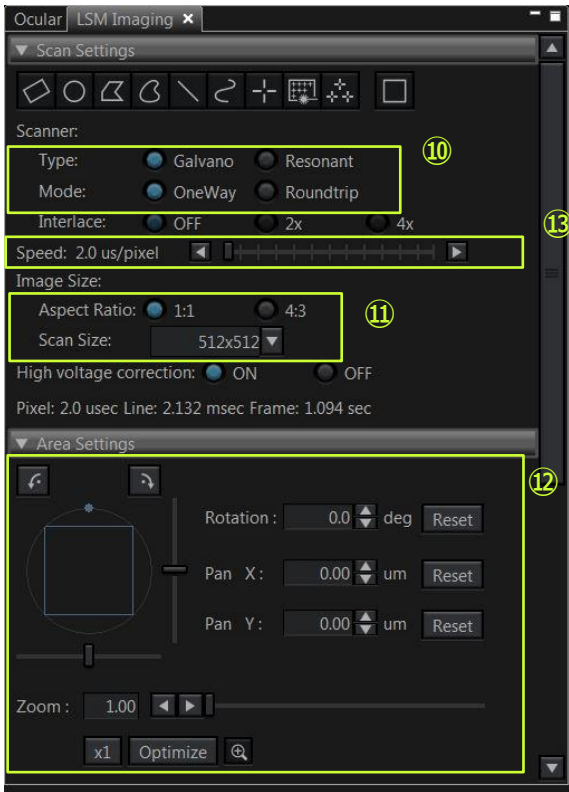 Ocular LSM Imaging ×
▼ Scan Settings
Scanner:
Type: Galvano Resonant
⑩
Mode: OneWay Roundtrip
Interlace: OFF 2x 4x
⑬
Speed: 2.0 us/pixel
Image Size:
Aspect Ratio: 1:1 4:3
⑪
Scan Size: 512x512
High voltage correction: ON OFF
Pixel: 2.0 usec Line: 2.132 msec Frame: 1.094 sec
▼ Area Settings
⑫
Rotation : 0.0 deg Reset
Pan X : 0.00 um Reset
Pan Y : 0.00 um Reset
Zoom : 1.00
x1 Optimize